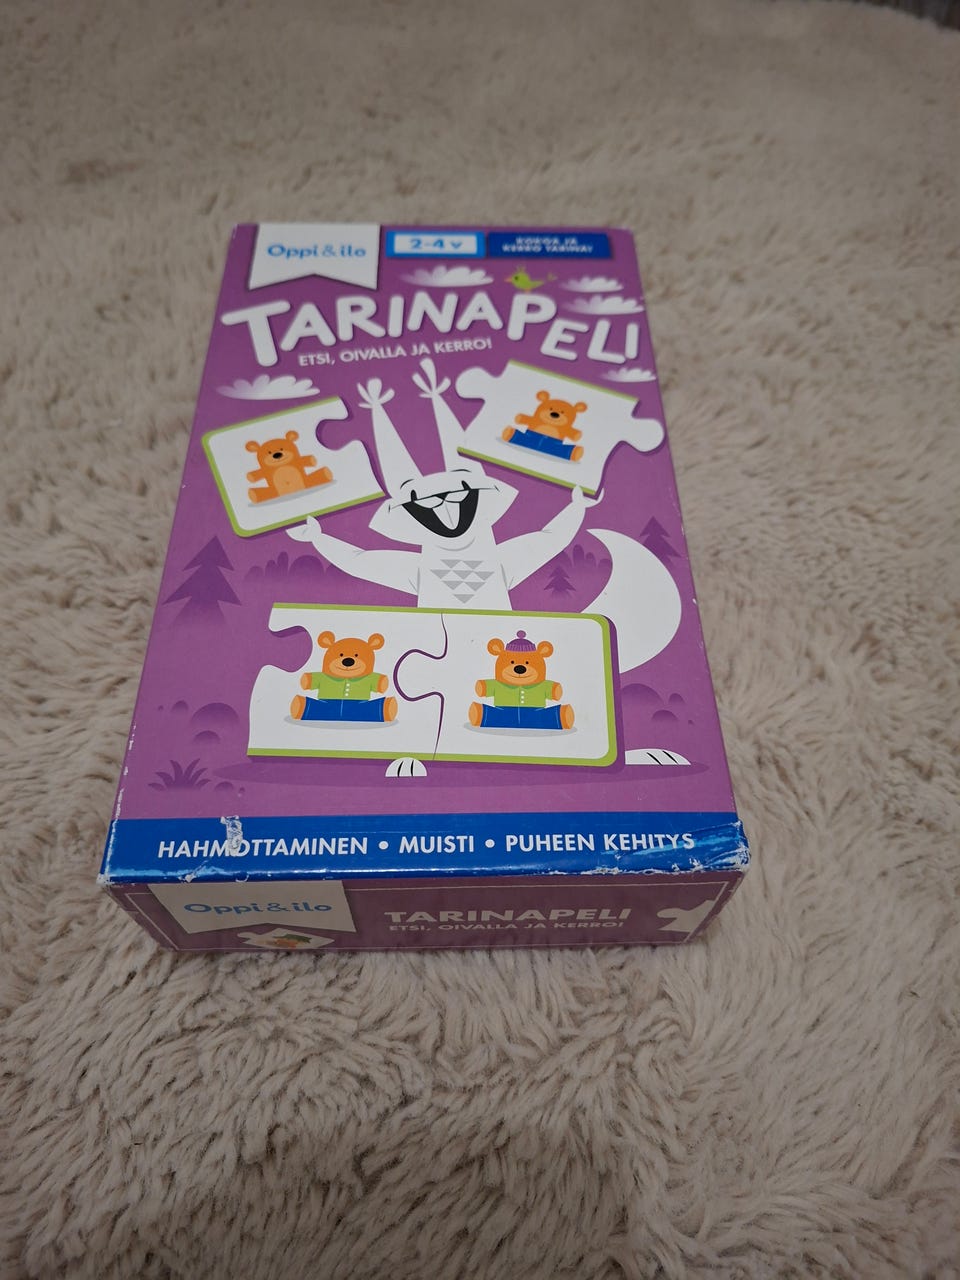 Oppi&ilo
2-4 v
KOKOA JA
KERRO TARINA!
TARINAPELI
ETSI, OIVALLA JA KERRO!
HAHMOTTAMINEN • MUISTI • PUHEEN KEHITYS
Oppi&ilo
TARINAPELI
ETSI, OIVALLA JA KERRO!